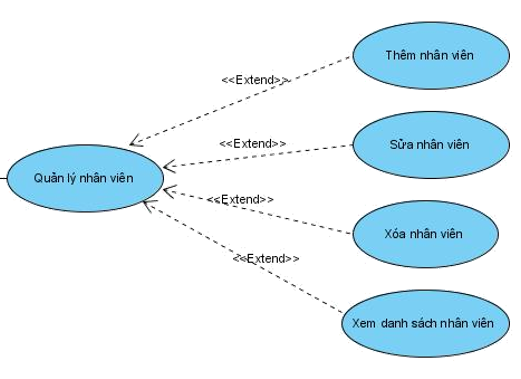 Thêm nhân viên
<<Extend>>
Sửa nhân viên
<<Extend>>
Quản lý nhân viên
<<Extend>>
Xóa nhân viên
<<Extend>>
Xem danh sách nhân viên